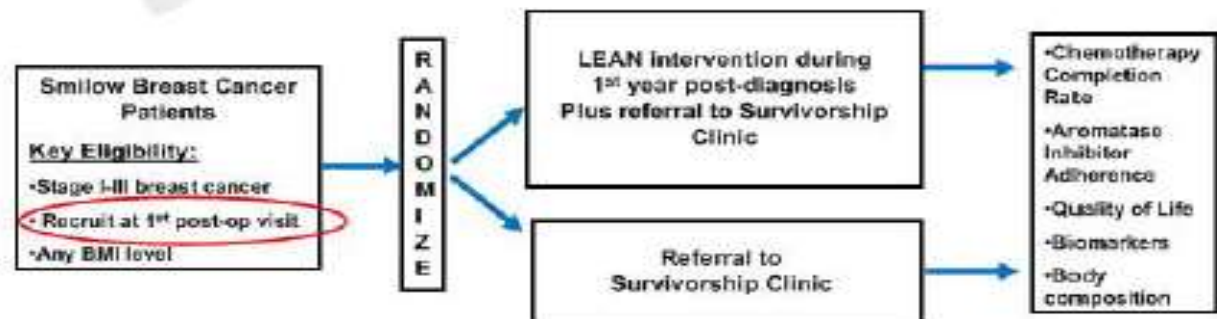 Smilow Breast Cancer
Patients
Key Eligibility:
•Stage I-III breast cancer
• Recruit at 1st post-op visit
•Any BMI level
R
A
N
D
O
M
I
Z
E
LEAN intervention during
1st year post-diagnosis
Plus referral to Survivorship
Clinic
Referral to
Survivorship Clinic
•Chemotherapy
Completion
Rate
•Aromatase
Inhibitor
Adherence
•Quality of Life
•Biomarkers
•Body
composition